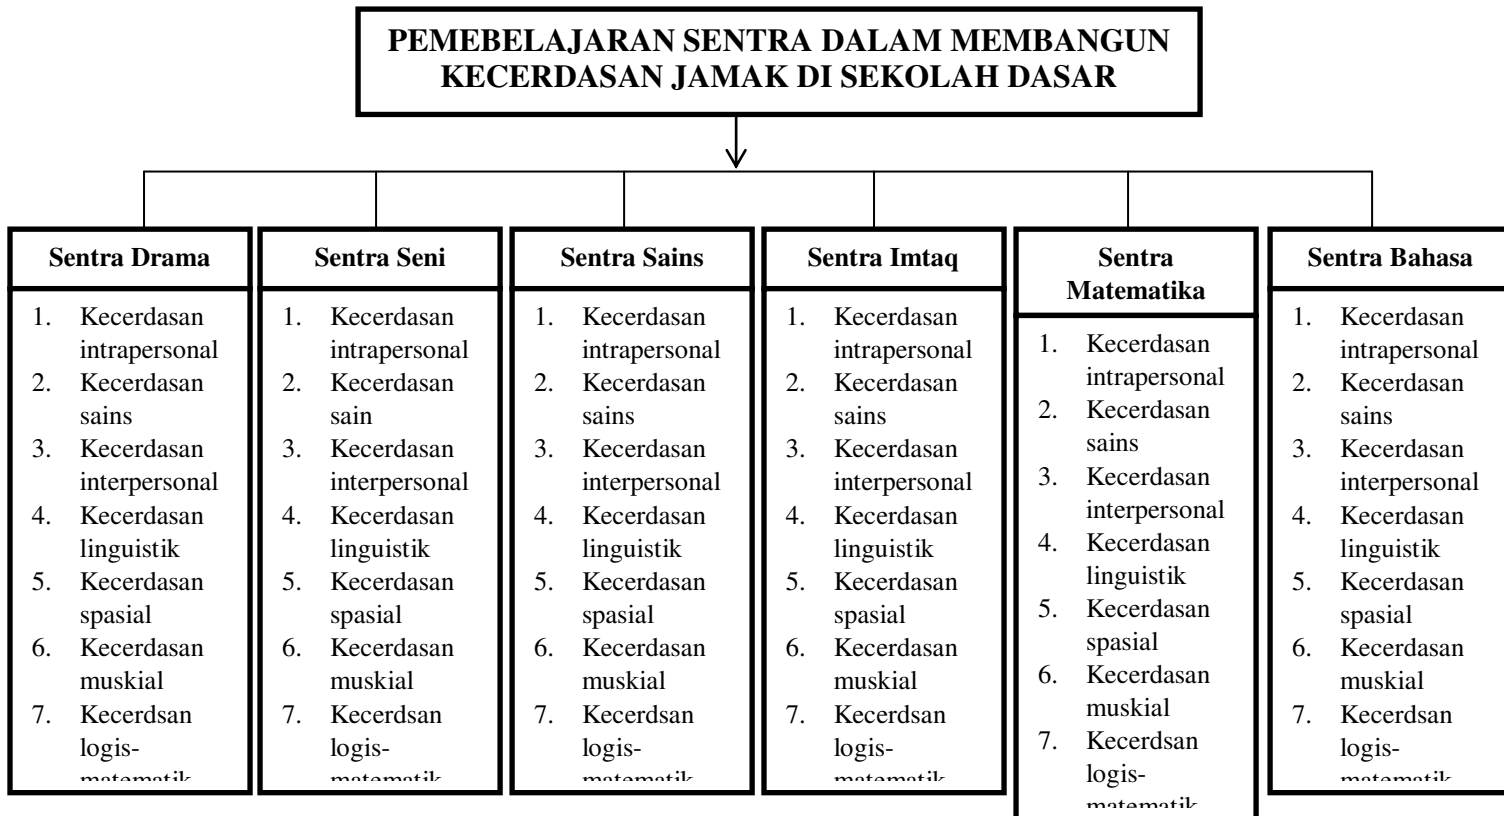 PEMEBELAJARAN SENTRA DALAM MEMBANGUN
KECERDASAN JAMAK DI SEKOLAH DASAR
Sentra Drama
1. Kecerdasan
intrapersonal
2. Kecerdasan
sains
3. Kecerdasan
interpersonal
4. Kecerdasan
linguistik
5. Kecerdasan
spasial
6. Kecerdasan
muskial
7. Kecerdsan
logis-
matematik
Sentra Seni
1. Kecerdasan
intrapersonal
2. Kecerdasan
sain
3. Kecerdasan
interpersonal
4. Kecerdasan
linguistik
5. Kecerdasan
spasial
6. Kecerdasan
muskial
7. Kecerdsan
logis-
matematik
Sentra Sains
1. Kecerdasan
intrapersonal
2. Kecerdasan
sains
3. Kecerdasan
interpersonal
4. Kecerdasan
linguistik
5. Kecerdasan
spasial
6. Kecerdasan
muskial
7. Kecerdsan
logis-
matematik
Sentra Imtaq
1. Kecerdasan
intrapersonal
2. Kecerdasan
sains
3. Kecerdasan
interpersonal
4. Kecerdasan
linguistik
5. Kecerdasan
spasial
6. Kecerdasan
muskial
7. Kecerdsan
logis-
matematik
Sentra
Matematika
1. Kecerdasan
intrapersonal
2. Kecerdasan
sains
3. Kecerdasan
interpersonal
4. Kecerdasan
linguistik
5. Kecerdasan
spasial
6. Kecerdasan
muskial
7. Kecerdsan
logis-
matematik
Sentra Bahasa
1. Kecerdasan
intrapersonal
2. Kecerdasan
sains
3. Kecerdasan
interpersonal
4. Kecerdasan
linguistik
5. Kecerdasan
spasial
6. Kecerdasan
muskial
7. Kecerdsan
logis-
matematik